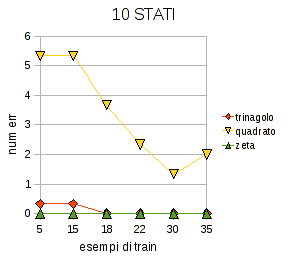 10 STATI
6
5
4
3
2
1
0
num err
5 15 18 22 30 35
esempi di train
trinagolo
quadrato
zeta